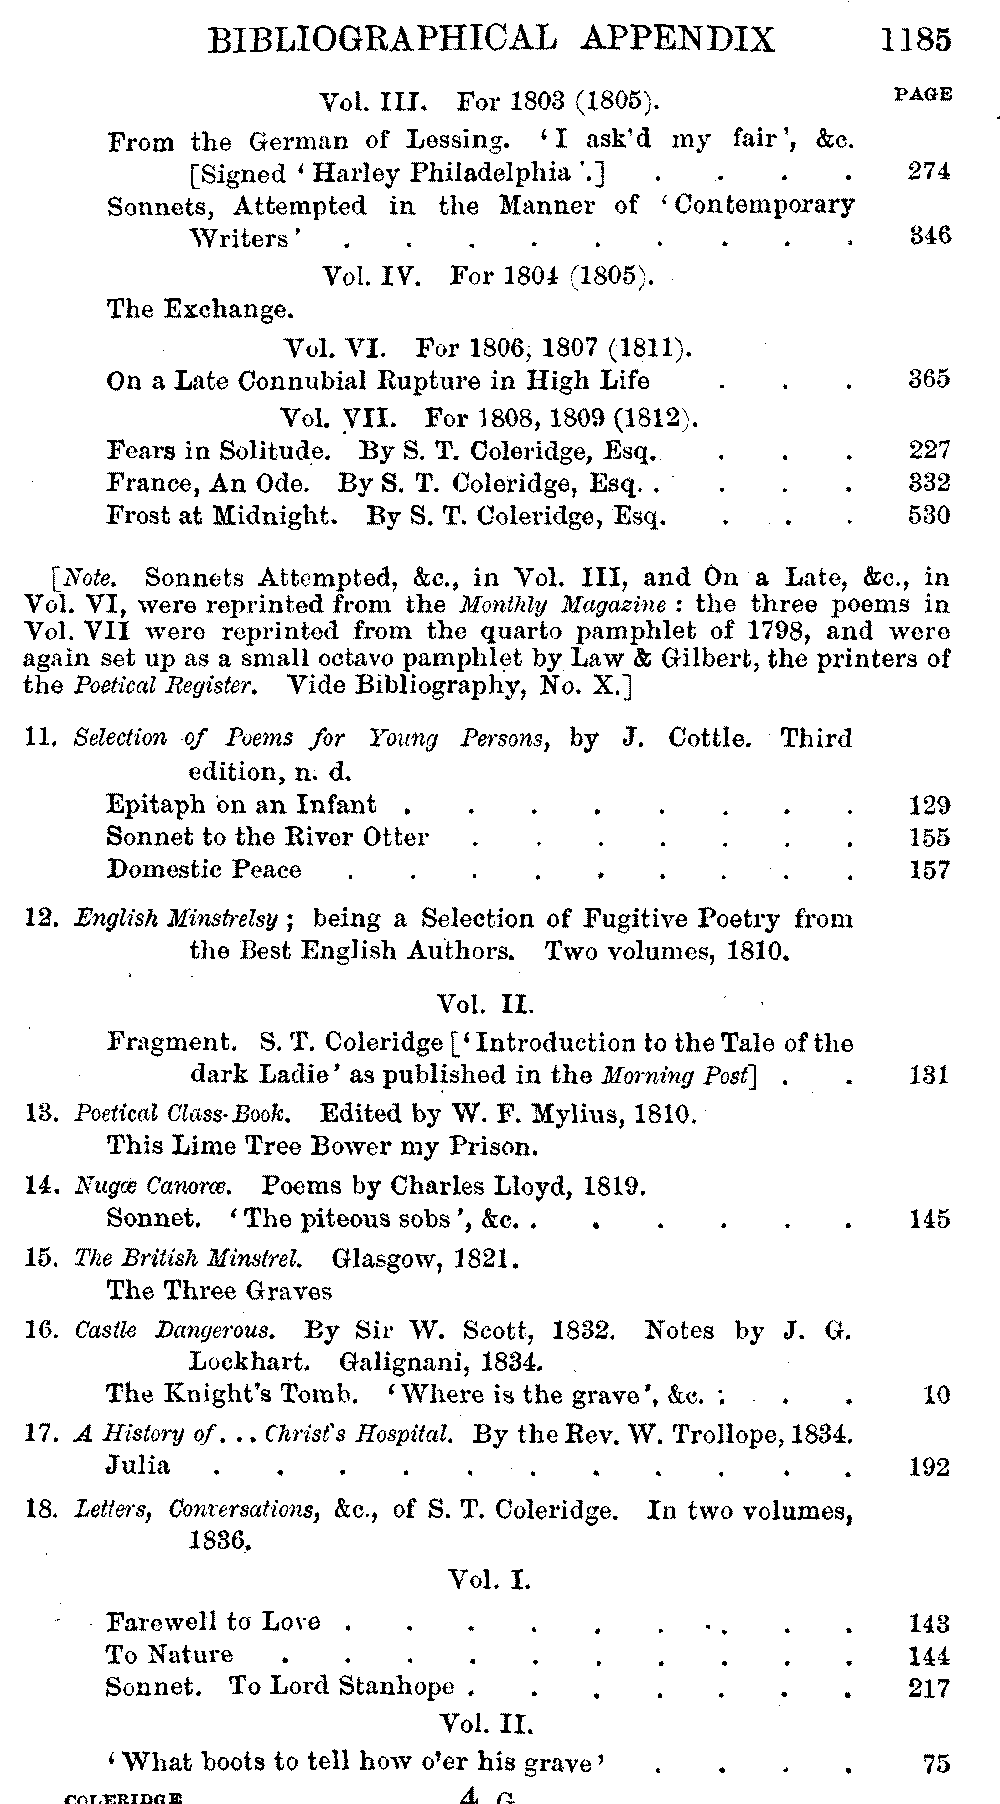 BIBLIOGRAPHICAL APPENDIX 1185
Vol. III. For 1803 (1805). PAGE
From the German of Lessing. ‘I ask’d my fair’, &c.
[Signed ‘Harley Philadelphia’.] . . . . 274
Sonnets, Attempted in the Manner of ‘Contemporary
Writers’ . . . . . . . . . 346
Vol. IV. For 1804 (1805).
The Exchange.
Vol. VI. For 1806, 1807 (1811).
On a Late Connubial Rupture in High Life . . . 365
Vol. VII. For 1808, 1809 (1812).
Fears in Solitude. By S. T. Coleridge, Esq. . . . 227
France, An Ode. By S. T. Coleridge, Esq. . . . . 332
Frost at Midnight. By S. T. Coleridge, Esq. . . . 530
[Note. Sonnets Attempted, &c., in Vol. III, and On a Late, &c., in
Vol. VI, were reprinted from the Monthly Magazine : the three poems in
Vol. VII were reprinted from the quarto pamphlet of 1798, and were
again set up as a small octavo pamphlet by Law & Gilbert, the printers of
the Poetical Register. Vide Bibliography, No. X.]
11. Selection of Poems for Young Persons, by J. Cottle. Third
edition, n. d.
Epitaph on an Infant . . . . . . . . 129
Sonnet to the River Otter . . . . . . . 155
Domestic Peace . . . . . . . . . 157
12. English Minstrelsy ; being a Selection of Fugitive Poetry from
the Best English Authors. Two volumes, 1810.
Vol. II.
Fragment. S. T. Coleridge [‘Introduction to the Tale of the
dark Ladie’ as published in the Morning Post] . . 131
13. Poetical Class-Book. Edited by W. F. Mylius, 1810.
This Lime Tree Bower my Prison.
14. Nugæ Canoræ. Poems by Charles Lloyd, 1819.
Sonnet. ‘The piteous sobs’, &c. . . . . . . 145
15. The British Minstrel. Glasgow, 1821.
The Three Graves
16. Castle Dangerous. By Sir W. Scott, 1832. Notes by J. G.
Lockhart. Galignani, 1834.
The Knight’s Tomb. ‘Where is the grave’, &c. . . . 10
17. A History of . . . Christ’s Hospital. By the Rev. W. Trollope, 1834.
Julia . . . . . . . . . . . 192
18. Letters, Conversations, &c., of S. T. Coleridge. In two volumes,
1836.
Vol. I.
Farewell to Love . . . . . . . . . 143
To Nature . . . . . . . . . . 144
Sonnet. To Lord Stanhope . . . . . . . 217
Vol. II.
‘What boots to tell how o’er his grave’ . . . . 75
COLERIDGE 4 G